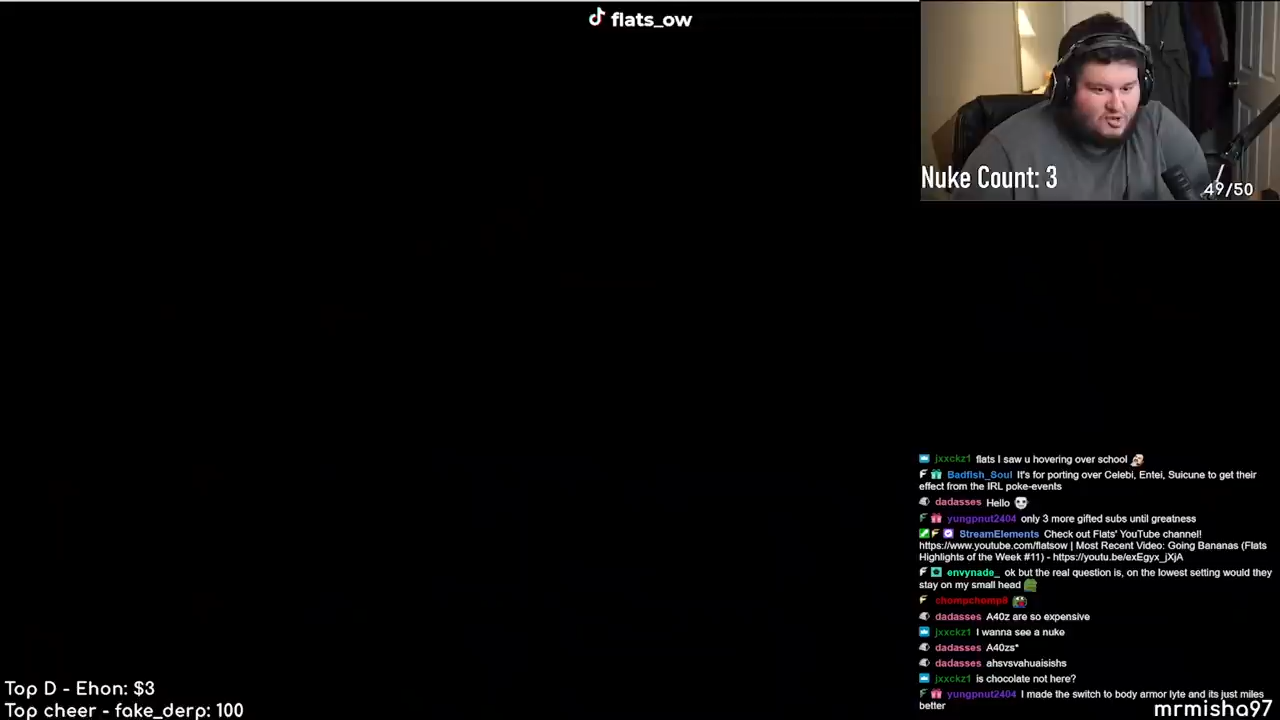 flats_ow
Nuke Count: 3
49/50
jxxckz1 flats I saw u hovering over school
Badfish_Soul It's for porting over Celebi, Entei, Suicune to get their
effect from the IRL poke-events
dadasses Hello
yungpnut2404 only 3 more gifted subs until greatness
StreamElements Check out Flats' YouTube channel!
https://www.youtube.com/flatsow | Most Recent Video: Going Bananas (Flats
Highlights of the Week #11) - https://youtu.be/exEgyx_jXjA
envynade_ ok but the real question is, on the lowest setting would they
stay on my small head
chompchomp8
dadasses A40z are so expensive
jxxckz1 I wanna see a nuke
dadasses A40zs*
dadasses ahsvsvahuaisishs
jxxckz1 is chocolate not here?
yungpnut2404 I made the switch to body armor lyte and its just miles
better
Top D - Ehon: $3
Top cheer - fake_derp: 100
mrmisha97